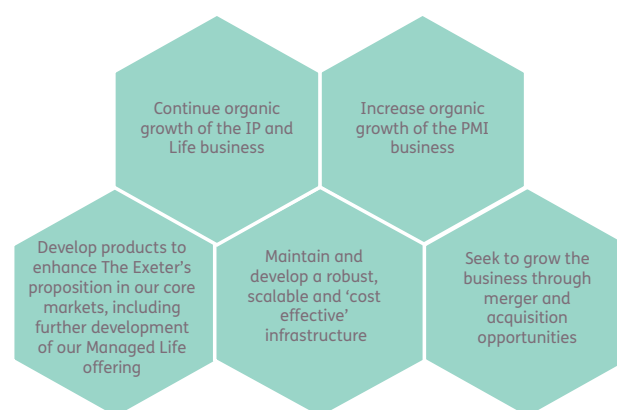 Continue organic
growth of the IP and
Life business
Increase organic
growth of the PMI
business
Develop products to
enhance The Exeter's
proposition in our core
markets, including
further development
of our Managed Life
offering
Maintain and
develop a robust,
scalable and ‘cost
effective’
infrastructure
Seek to grow the
business through
merger and
acquisition
opportunities